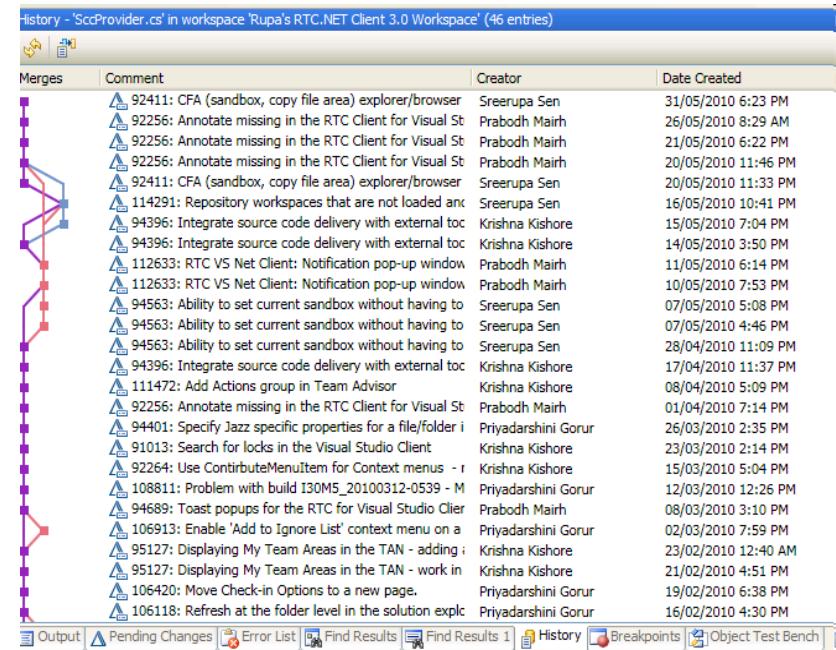 History - 'SccProvider.cs' in workspace 'Rupa's RTC.NET Client 3.0 Workspace' (46 entries)
Merges Comment Creator Date Created
92411: CFA (sandbox, copy file area) explorer/browser Sreerupa Sen 31/05/2010 6:23 PM
92256: Annotate missing in the RTC Client for Visual St Prabodh Mairh 26/05/2010 8:29 AM
92256: Annotate missing in the RTC Client for Visual St Prabodh Mairh 21/05/2010 6:22 PM
92256: Annotate missing in the RTC Client for Visual St Prabodh Mairh 20/05/2010 11:46 PM
92411: CFA (sandbox, copy file area) explorer/browser Sreerupa Sen 20/05/2010 11:33 PM
114291: Repository workspaces that are not loaded and Sreerupa Sen 16/05/2010 10:41 PM
94396: Integrate source code delivery with external toc Krishna Kishore 15/05/2010 7:04 PM
94396: Integrate source code delivery with external toc Krishna Kishore 14/05/2010 3:50 PM
112633: RTC VS Net Client: Notification pop-up window Prabodh Mairh 11/05/2010 6:14 PM
112633: RTC VS Net Client: Notification pop-up window Prabodh Mairh 10/05/2010 7:53 PM
94563: Ability to set current sandbox without having to Sreerupa Sen 07/05/2010 5:08 PM
94563: Ability to set current sandbox without having to Sreerupa Sen 07/05/2010 4:46 PM
94563: Ability to set current sandbox without having to Sreerupa Sen 28/04/2010 11:09 PM
94396: Integrate source code delivery with external toc Krishna Kishore 17/04/2010 11:37 PM
111472: Add Actions group in Team Advisor Krishna Kishore 08/04/2010 5:09 PM
92256: Annotate missing in the RTC Client for Visual St Prabodh Mairh 01/04/2010 7:14 PM
94401: Specify Jazz specific properties for a file/folder i Priyadarshini Gorur 26/03/2010 2:35 PM
91013: Search for locks in the Visual Studio Client Krishna Kishore 23/03/2010 2:14 PM
92264: Use ContirbuteMenuItem for Context menus - r Krishna Kishore 15/03/2010 5:04 PM
108811: Problem with build I30M5_20100312-0539 - M Priyadarshini Gorur 12/03/2010 12:26 PM
94689: Toast popups for the RTC for Visual Studio Clier Prabodh Mairh 08/03/2010 3:10 PM
106913: Enable 'Add to Ignore List' context menu on a Priyadarshini Gorur 02/03/2010 7:59 PM
95127: Displaying My Team Areas in the TAN - adding a Krishna Kishore 23/02/2010 12:40 AM
95127: Displaying My Team Areas in the TAN - work in Krishna Kishore 21/02/2010 4:51 PM
106420: Move Check-in Options to a new page. Priyadarshini Gorur 19/02/2010 6:38 PM
106118: Refresh at the folder level in the solution explc Priyadarshini Gorur 16/02/2010 4:30 PM
Output Pending Changes Error List Find Results Find Results 1 History Breakpoints Object Test Bench